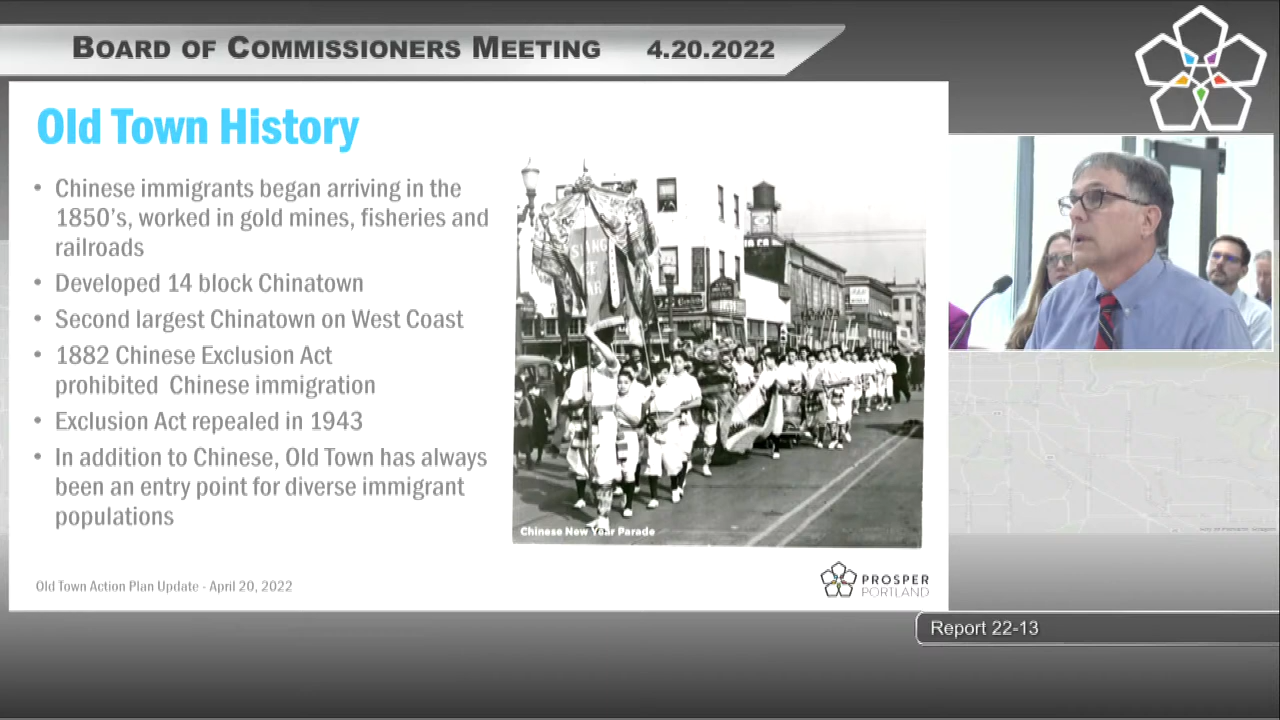 BOARD OF COMMISSIONERS MEETING 4.20.2022
Old Town History
• Chinese immigrants began arriving in the
1850's, worked in gold mines, fisheries and
railroads
• Developed 14 block Chinatown
• Second largest Chinatown on West Coast
• 1882 Chinese Exclusion Act
prohibited Chinese immigration
• Exclusion Act repealed in 1943
• In addition to Chinese, Old Town has always
been an entry point for diverse immigrant
populations
Chinese New Year Parade
Old Town Action Plan Update - April 20, 2022
PROSPER
PORTLAND
Report 22-13